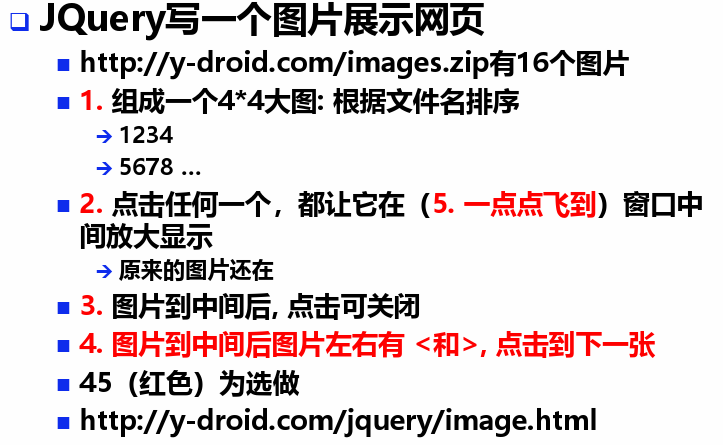 JQuery写一个图片展示网页
http://y-droid.com/images.zip有16个图片
1. 组成一个4*4大图: 根据文件名排序
1234
5678 ...
2. 点击任何一个，都让它在（5. 一点点飞到）窗口中
间放大显示
原来的图片还在
3. 图片到中间后, 点击可关闭
4. 图片到中间后图片左右有 <和>, 点击到下一张
45（红色）为选做
http://y-droid.com/jquery/image.html